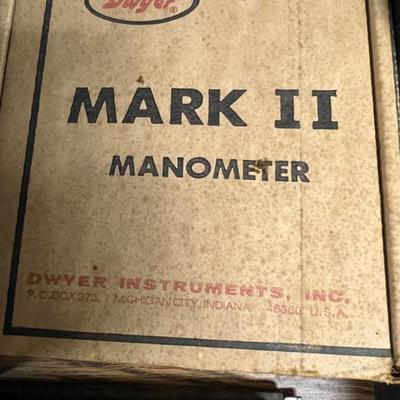 Dwyer®
MARK II
MANOMETER
DWYER INSTRUMENTS, INC.
P.O. BOX 373, MICHIGAN CITY, INDIANA 46360 U.S.A.